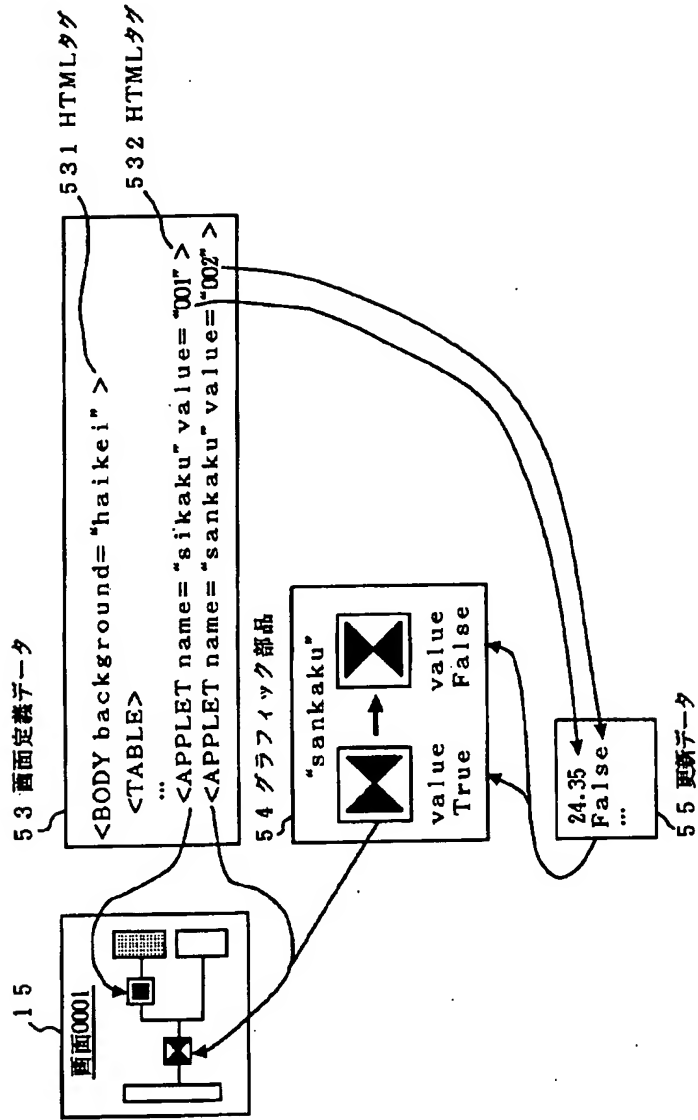 15
画面0001
53 画面定義データ
<BODY background=“haikei” >
<TABLE>
…
<APPLET name=“sikaku” value=“001” >
<APPLET name=“sankaku” value=“002” >
531 HTMLタグ
532 HTMLタグ
54 グラフィック部品
“sankaku”
value
True
value
False
24.35
False
…
55 更新データ